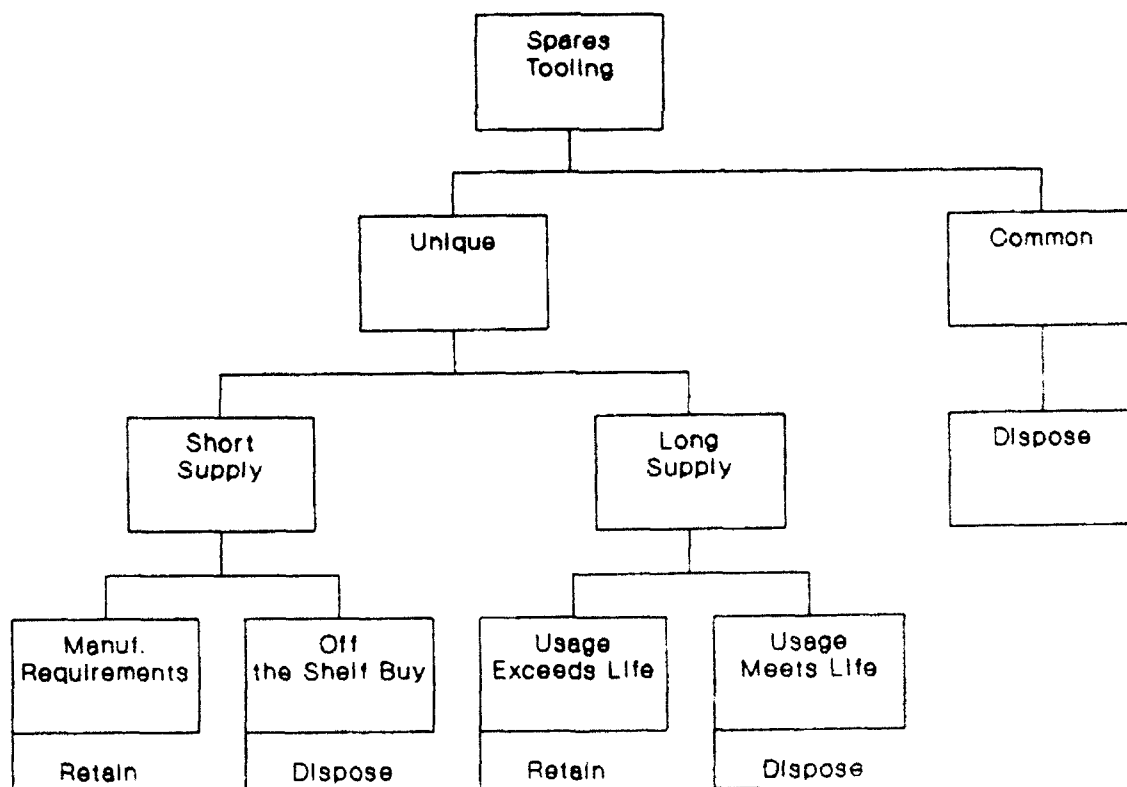 Spares
Tooling
Unique
Common
Short
Supply
Long
Supply
Dispose
Manuf.
Requirements
Off
the Shelf Buy
Usage
Exceeds Life
Usage
Meets Life
Retain
Dispose
Retain
Dispose